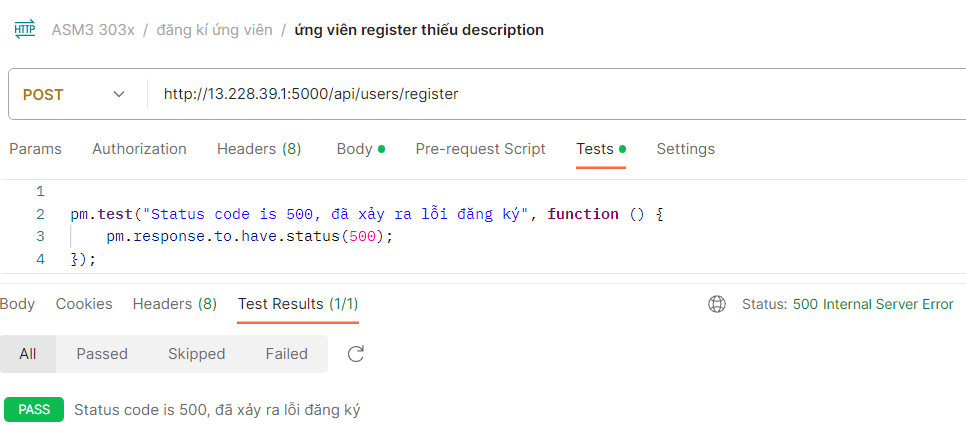 HTTP ASM3 303x / đăng kí ứng viên / ứng viên register thiếu description
POST http://13.228.39.1:5000/api/users/register
Params Authorization Headers (8) Body Pre-request Script Tests Settings
1
2 pm.test("Status code is 500, đã xảy ra lỗi đăng ký", function () {
3 pm.response.to.have.status(500);
4 });
Body Cookies Headers (8) Test Results (1/1) Status: 500 Internal Server Error
All Passed Skipped Failed
PASS Status code is 500, đã xảy ra lỗi đăng ký